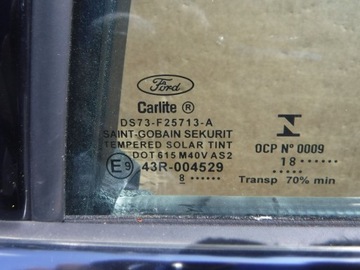 Ford
Carlite ®
DS73-F25713-A
SAINT-GOBAIN SEKURIT
TEMPERED SOLAR TINT
DOT 615 M40V AS2
E9 43R-004529
8 ......
N
OCP Nº 0009
18 ......
Transp 70% min